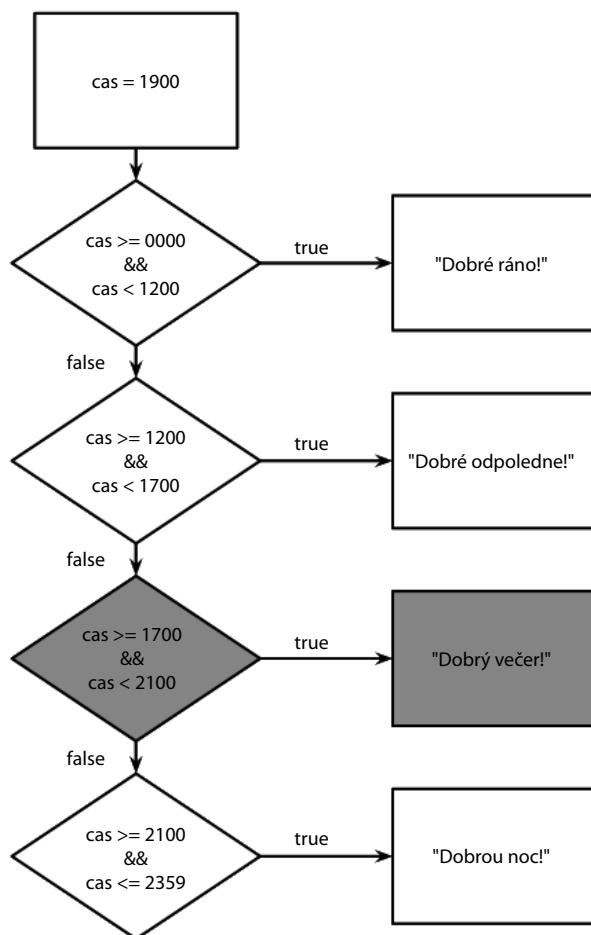 cas = 1900
cas >= 0000
&&
cas < 1200
true
"Dobré ráno!"
false
cas >= 1200
&&
cas < 1700
true
"Dobré odpoledne!"
false
cas >= 1700
&&
cas < 2100
true
"Dobrý večer!"
false
cas >= 2100
&&
cas <= 2359
true
"Dobrou noc!"